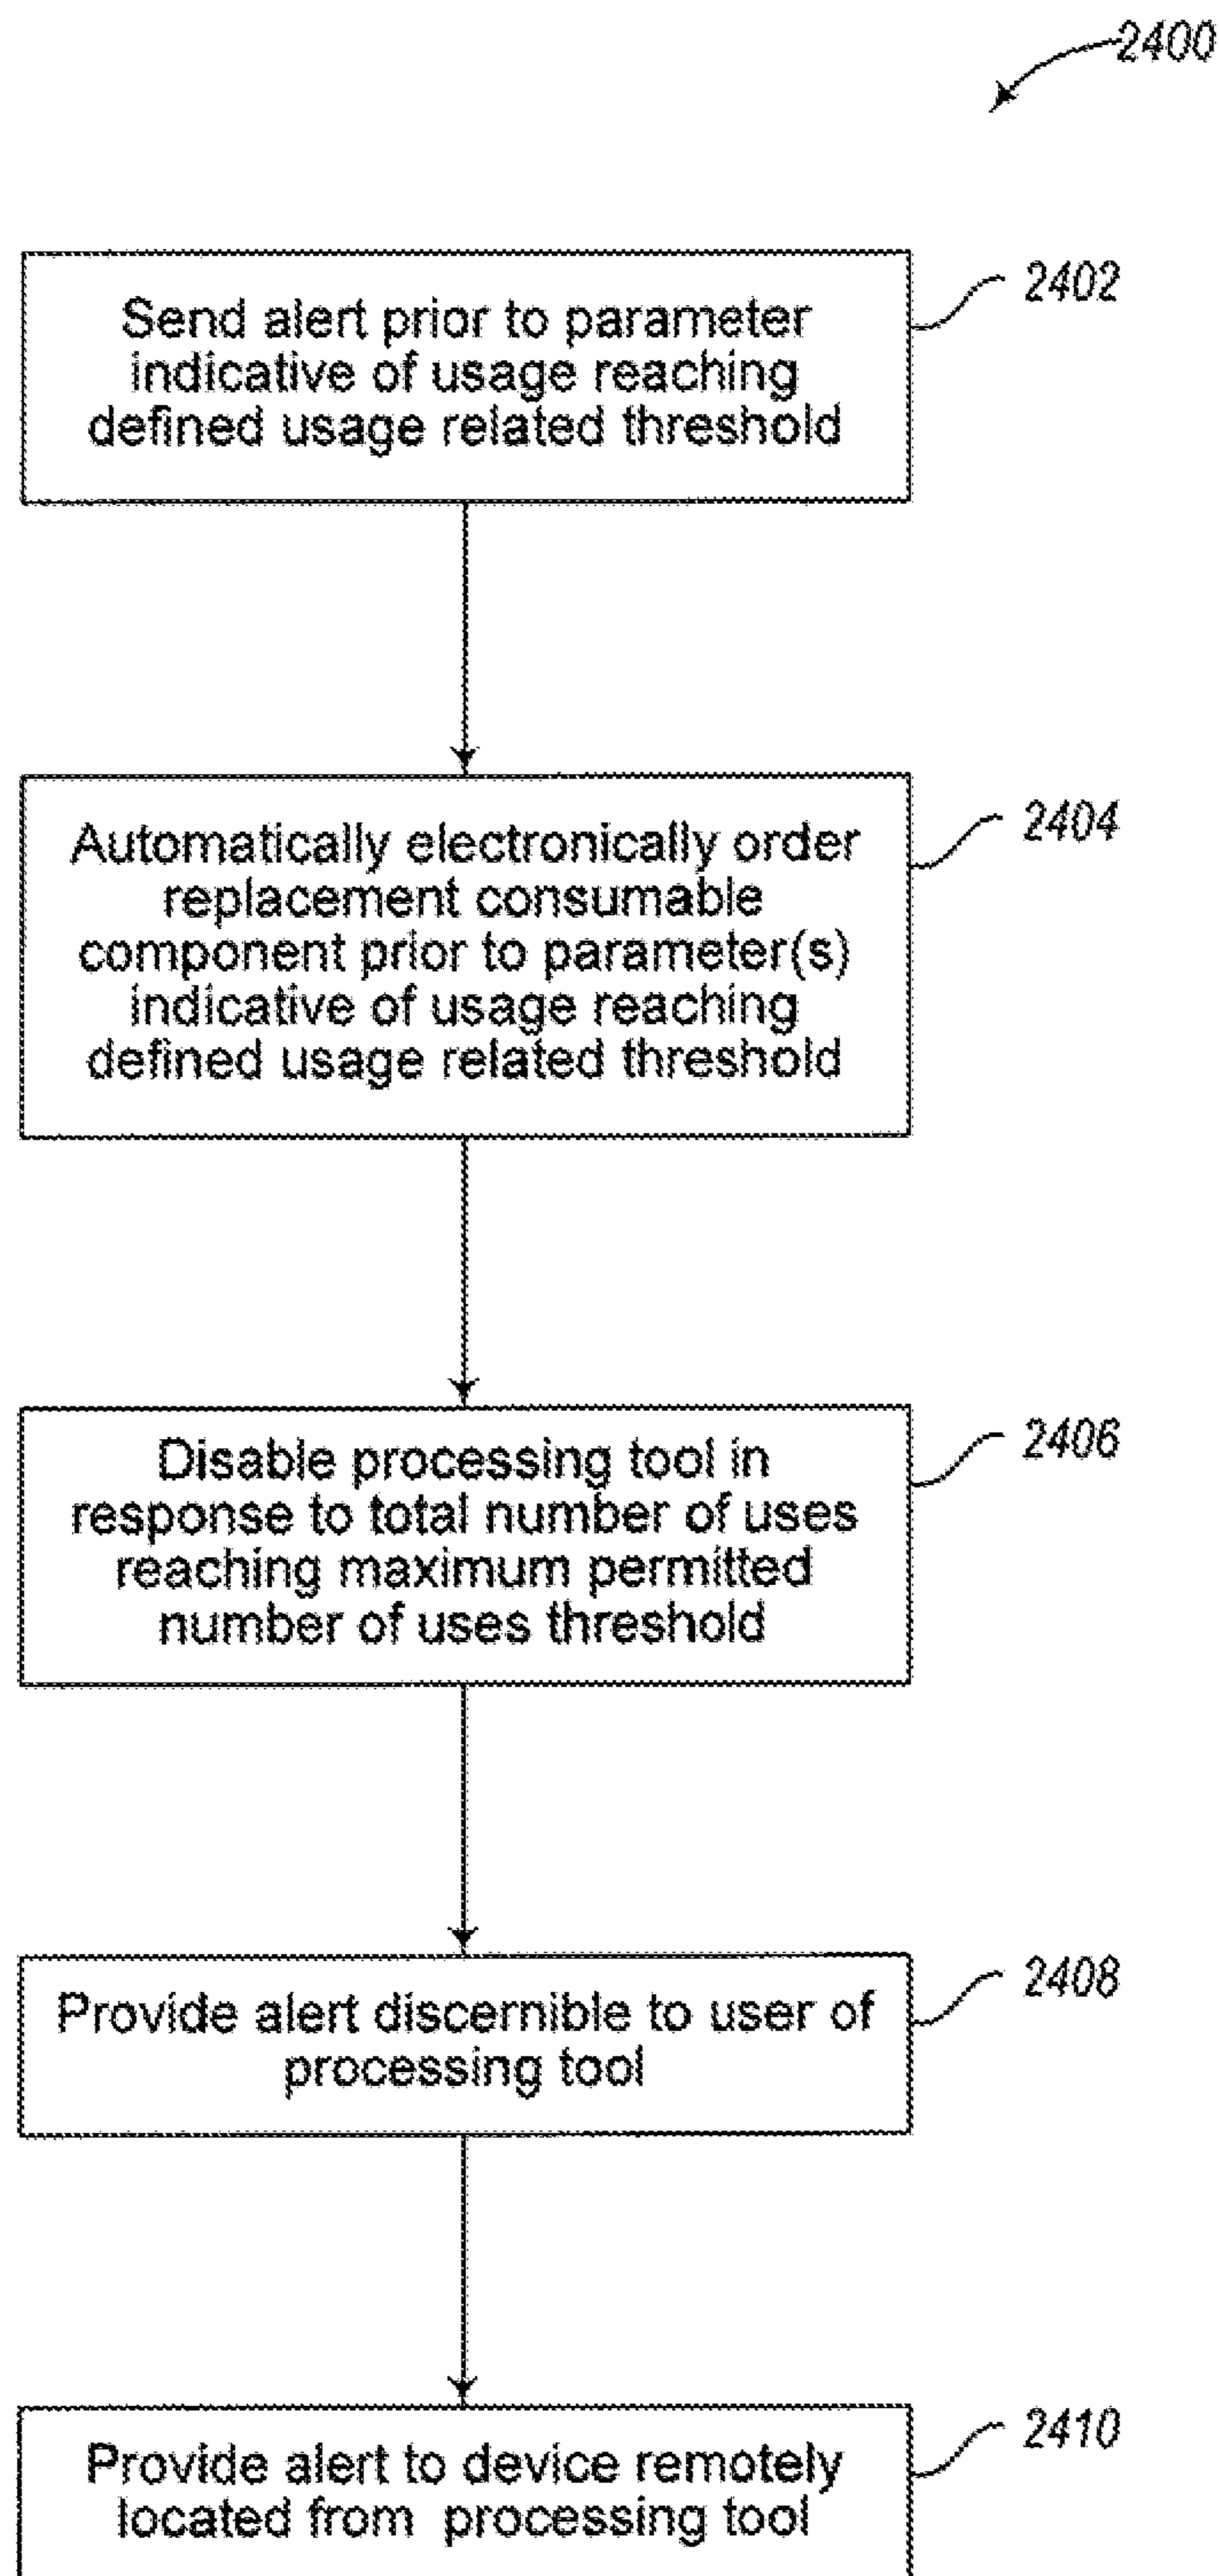 2400
2402
Send alert prior to parameter
indicative of usage reaching
defined usage related threshold
2404
Automatically electronically order
replacement consumable
component prior to parameter(s)
indicative of usage reaching
defined usage related threshold
2406
Disable processing tool in
response to total number of uses
reaching maximum permitted
number of uses threshold
2408
Provide alert discernible to user of
processing tool
2410
Provide alert to device remotely
located from processing tool